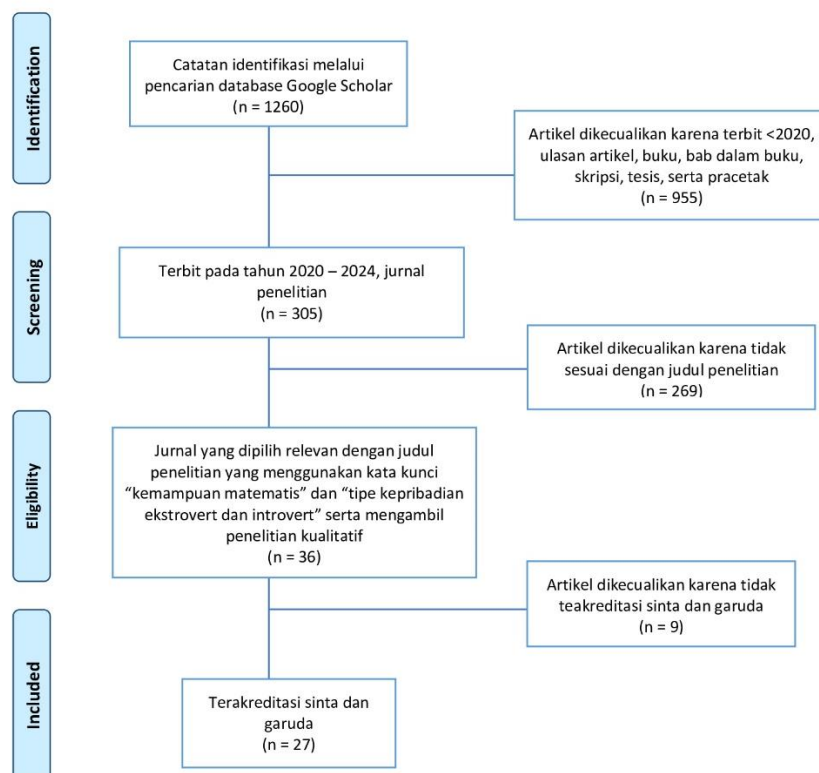 Identification
Catatan identifikasi melalui
pencarian database Google Scholar
(n = 1260)
Artikel dikecualikan karena terbit <2020,
ulasan artikel, buku, bab dalam buku,
skripsi, tesis, serta pracetak
(n = 955)
Screening
Terbit pada tahun 2020 – 2024, jurnal
penelitian
(n = 305)
Artikel dikecualikan karena tidak
sesuai dengan judul penelitian
(n = 269)
Eligibility
Jurnal yang dipilih relevan dengan judul
penelitian yang menggunakan kata kunci
“kemampuan matematis” dan “tipe kepribadian
ekstrovert dan introvert” serta mengambil
penelitian kualitatif
(n = 36)
Artikel dikecualikan karena tidak
teakreditasi sinta dan garuda
(n = 9)
Included
Terakreditasi sinta dan
garuda
(n = 27)